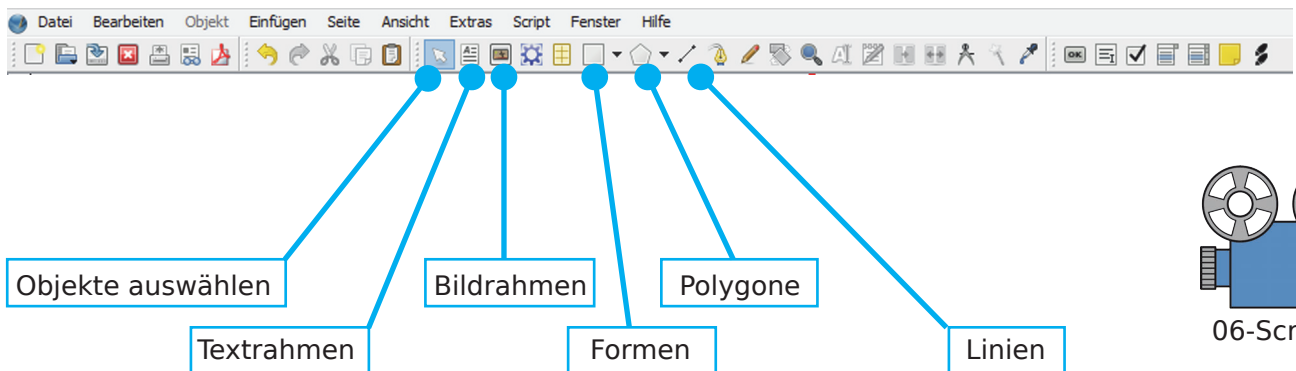 Datei Bearbeiten Objekt Einfügen Seite Ansicht Extras Script Fenster Hilfe
Objekte auswählen
Bildrahmen
Polygone
Textrahmen
Formen
Linien
06-Scr